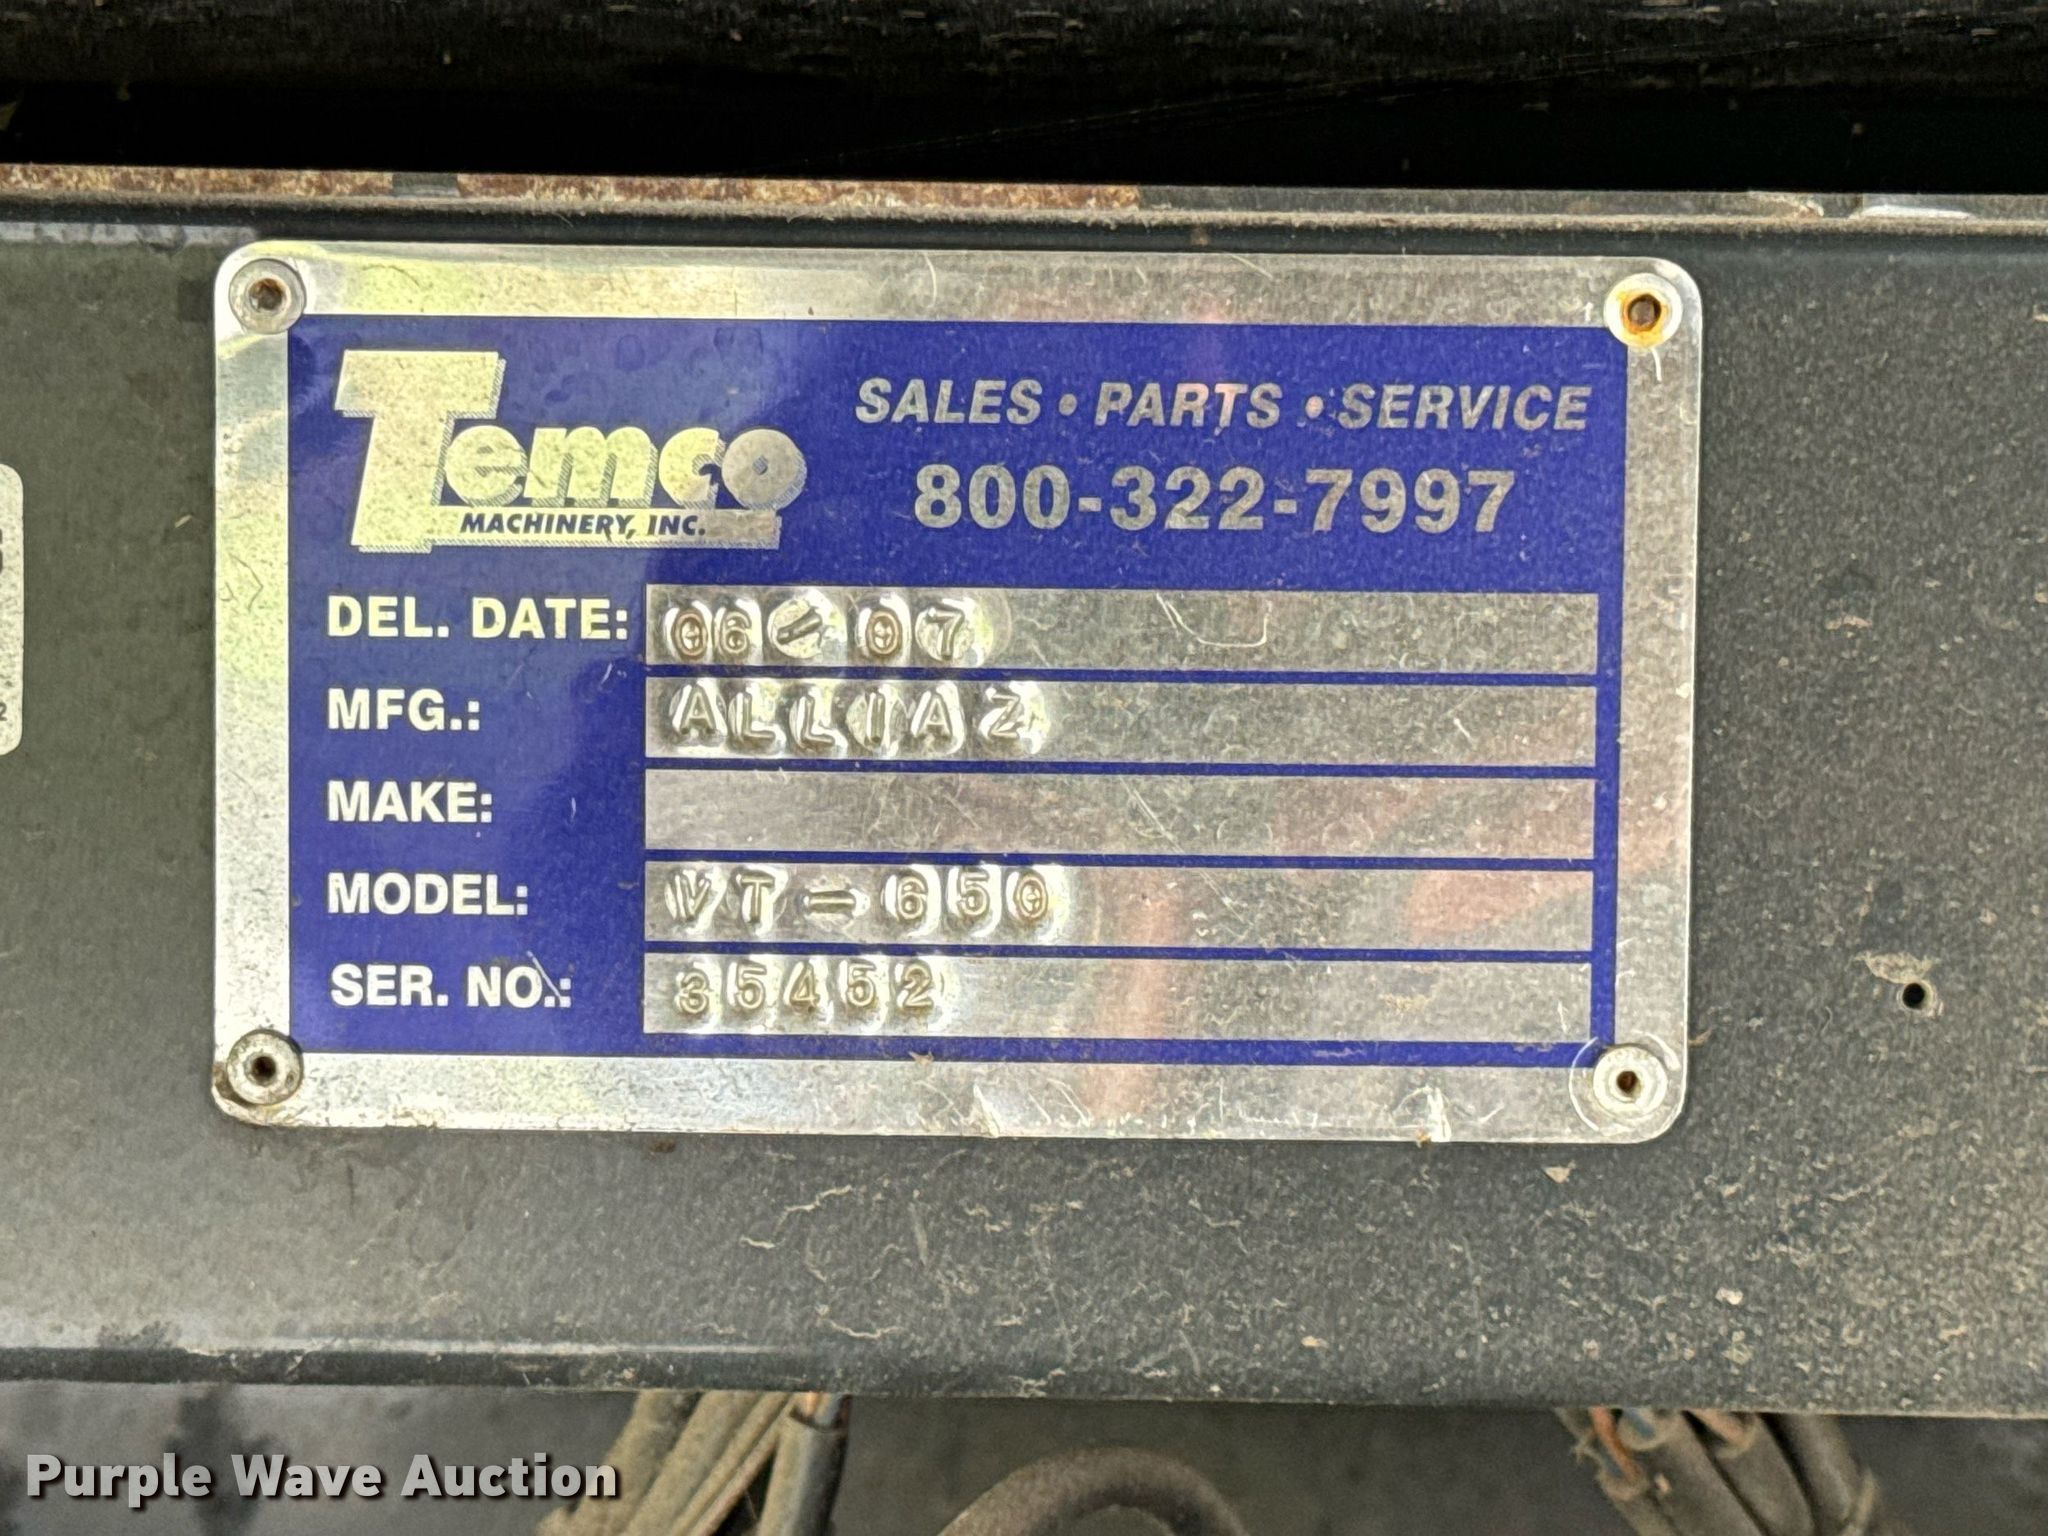 Temco
MACHINERY, INC.
SALES • PARTS • SERVICE
800-322-7997
DEL. DATE: 06-07
MFG.: ALLIAZ
MAKE:
MODEL: VT-650
SER. NO.: 35452
Purple Wave Auction